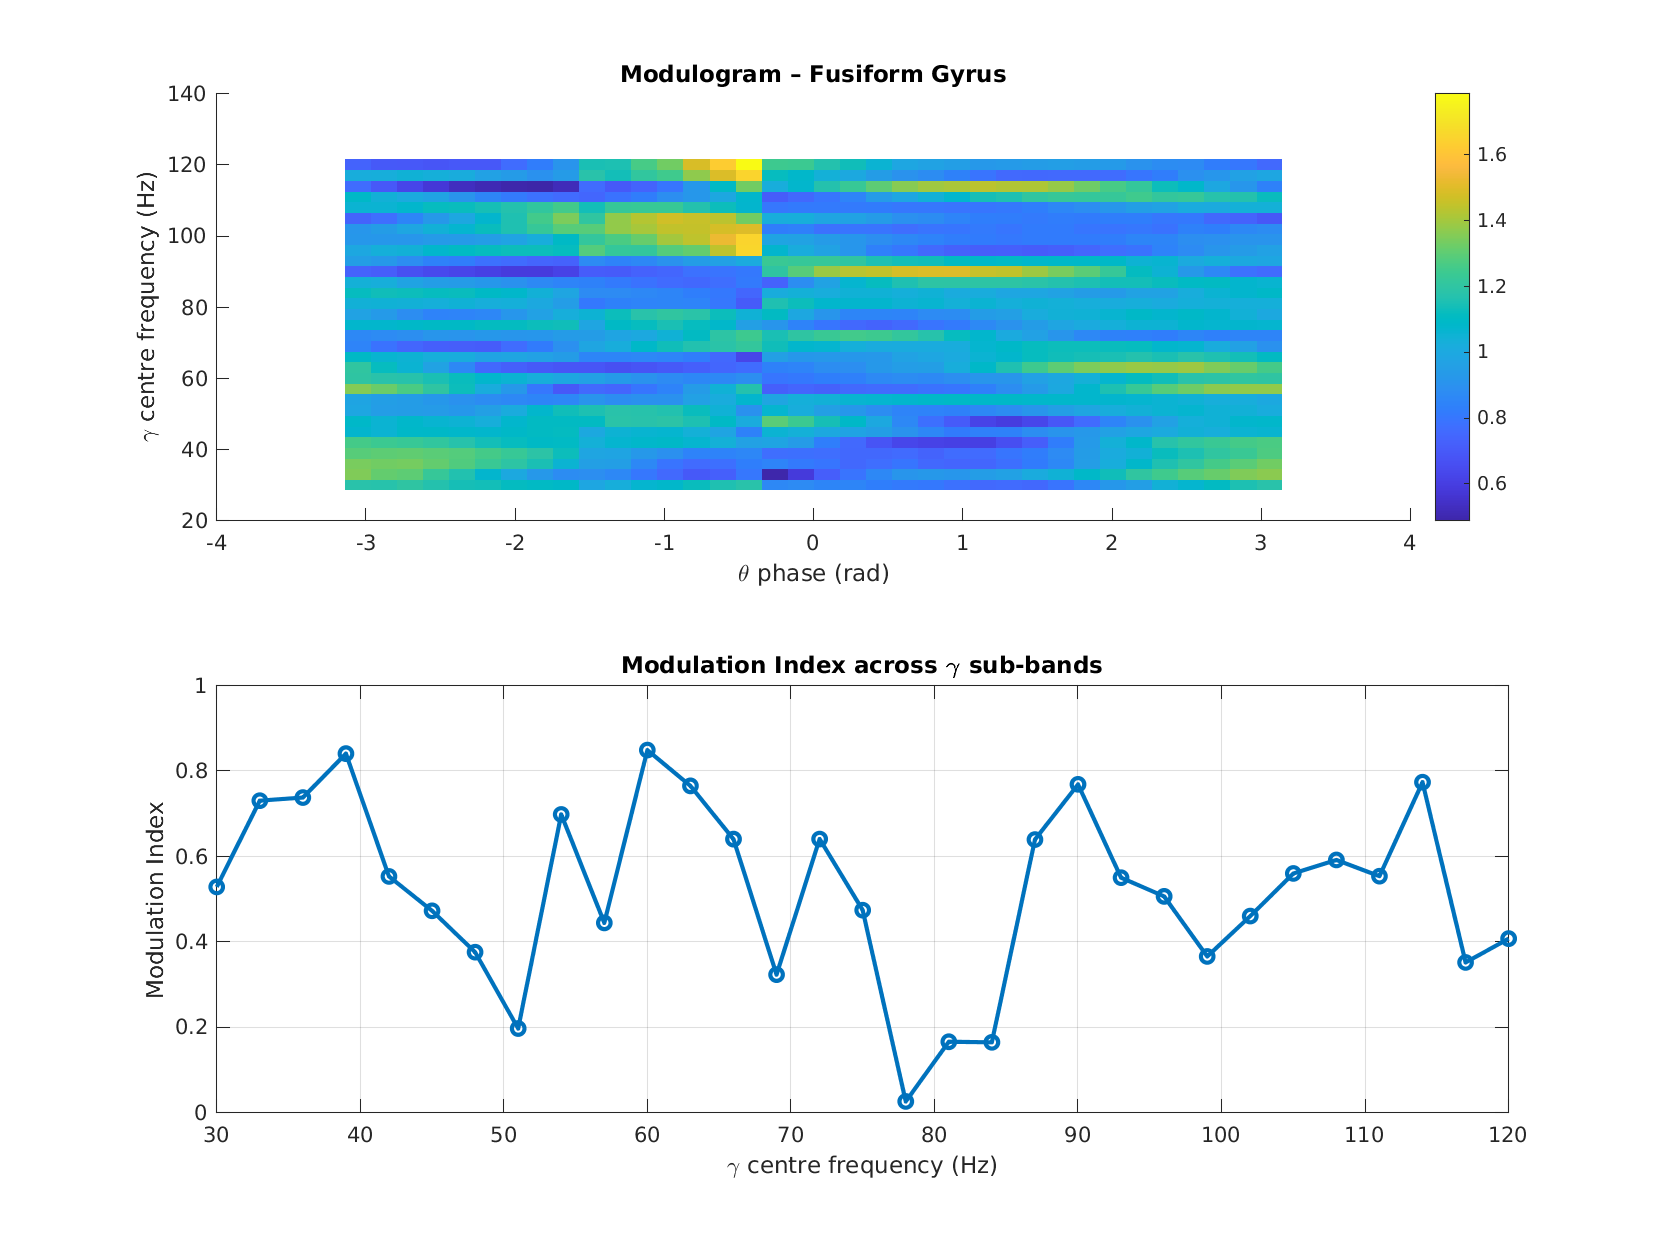 Modulogram – Fusiform Gyrus
γ centre frequency (Hz)
140
120
100
80
60
40
20
-4 -3 -2 -1 0 1 2 3 4
θ phase (rad)
1.6
1.4
1.2
1
0.8
0.6
Modulation Index across γ sub-bands
Modulation Index
1
0.8
0.6
0.4
0.2
0
30 40 50 60 70 80 90 100 110 120
γ centre frequency (Hz)